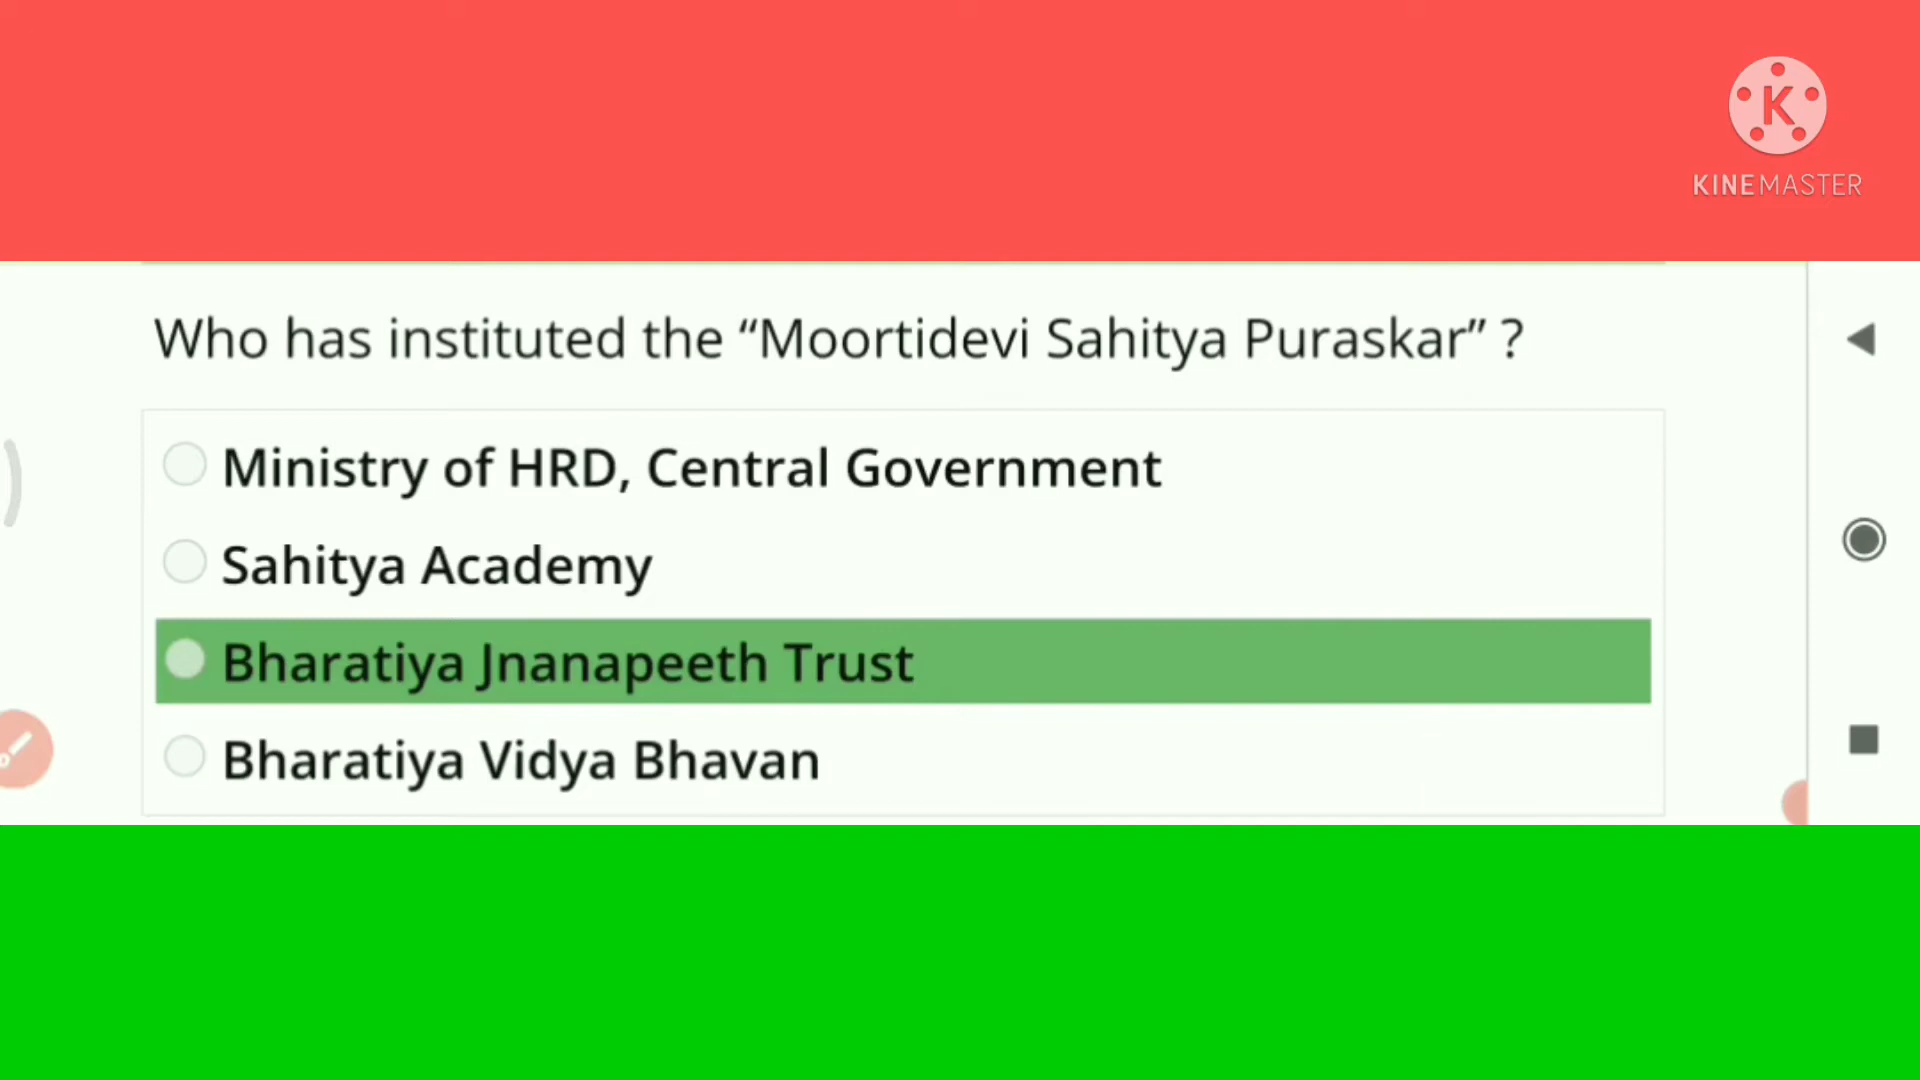 K
KINEMASTER
Who has instituted the “Moortidevi Sahitya Puraskar” ?
Ministry of HRD, Central Government
Sahitya Academy
Bharatiya Jnanapeeth Trust
Bharatiya Vidya Bhavan